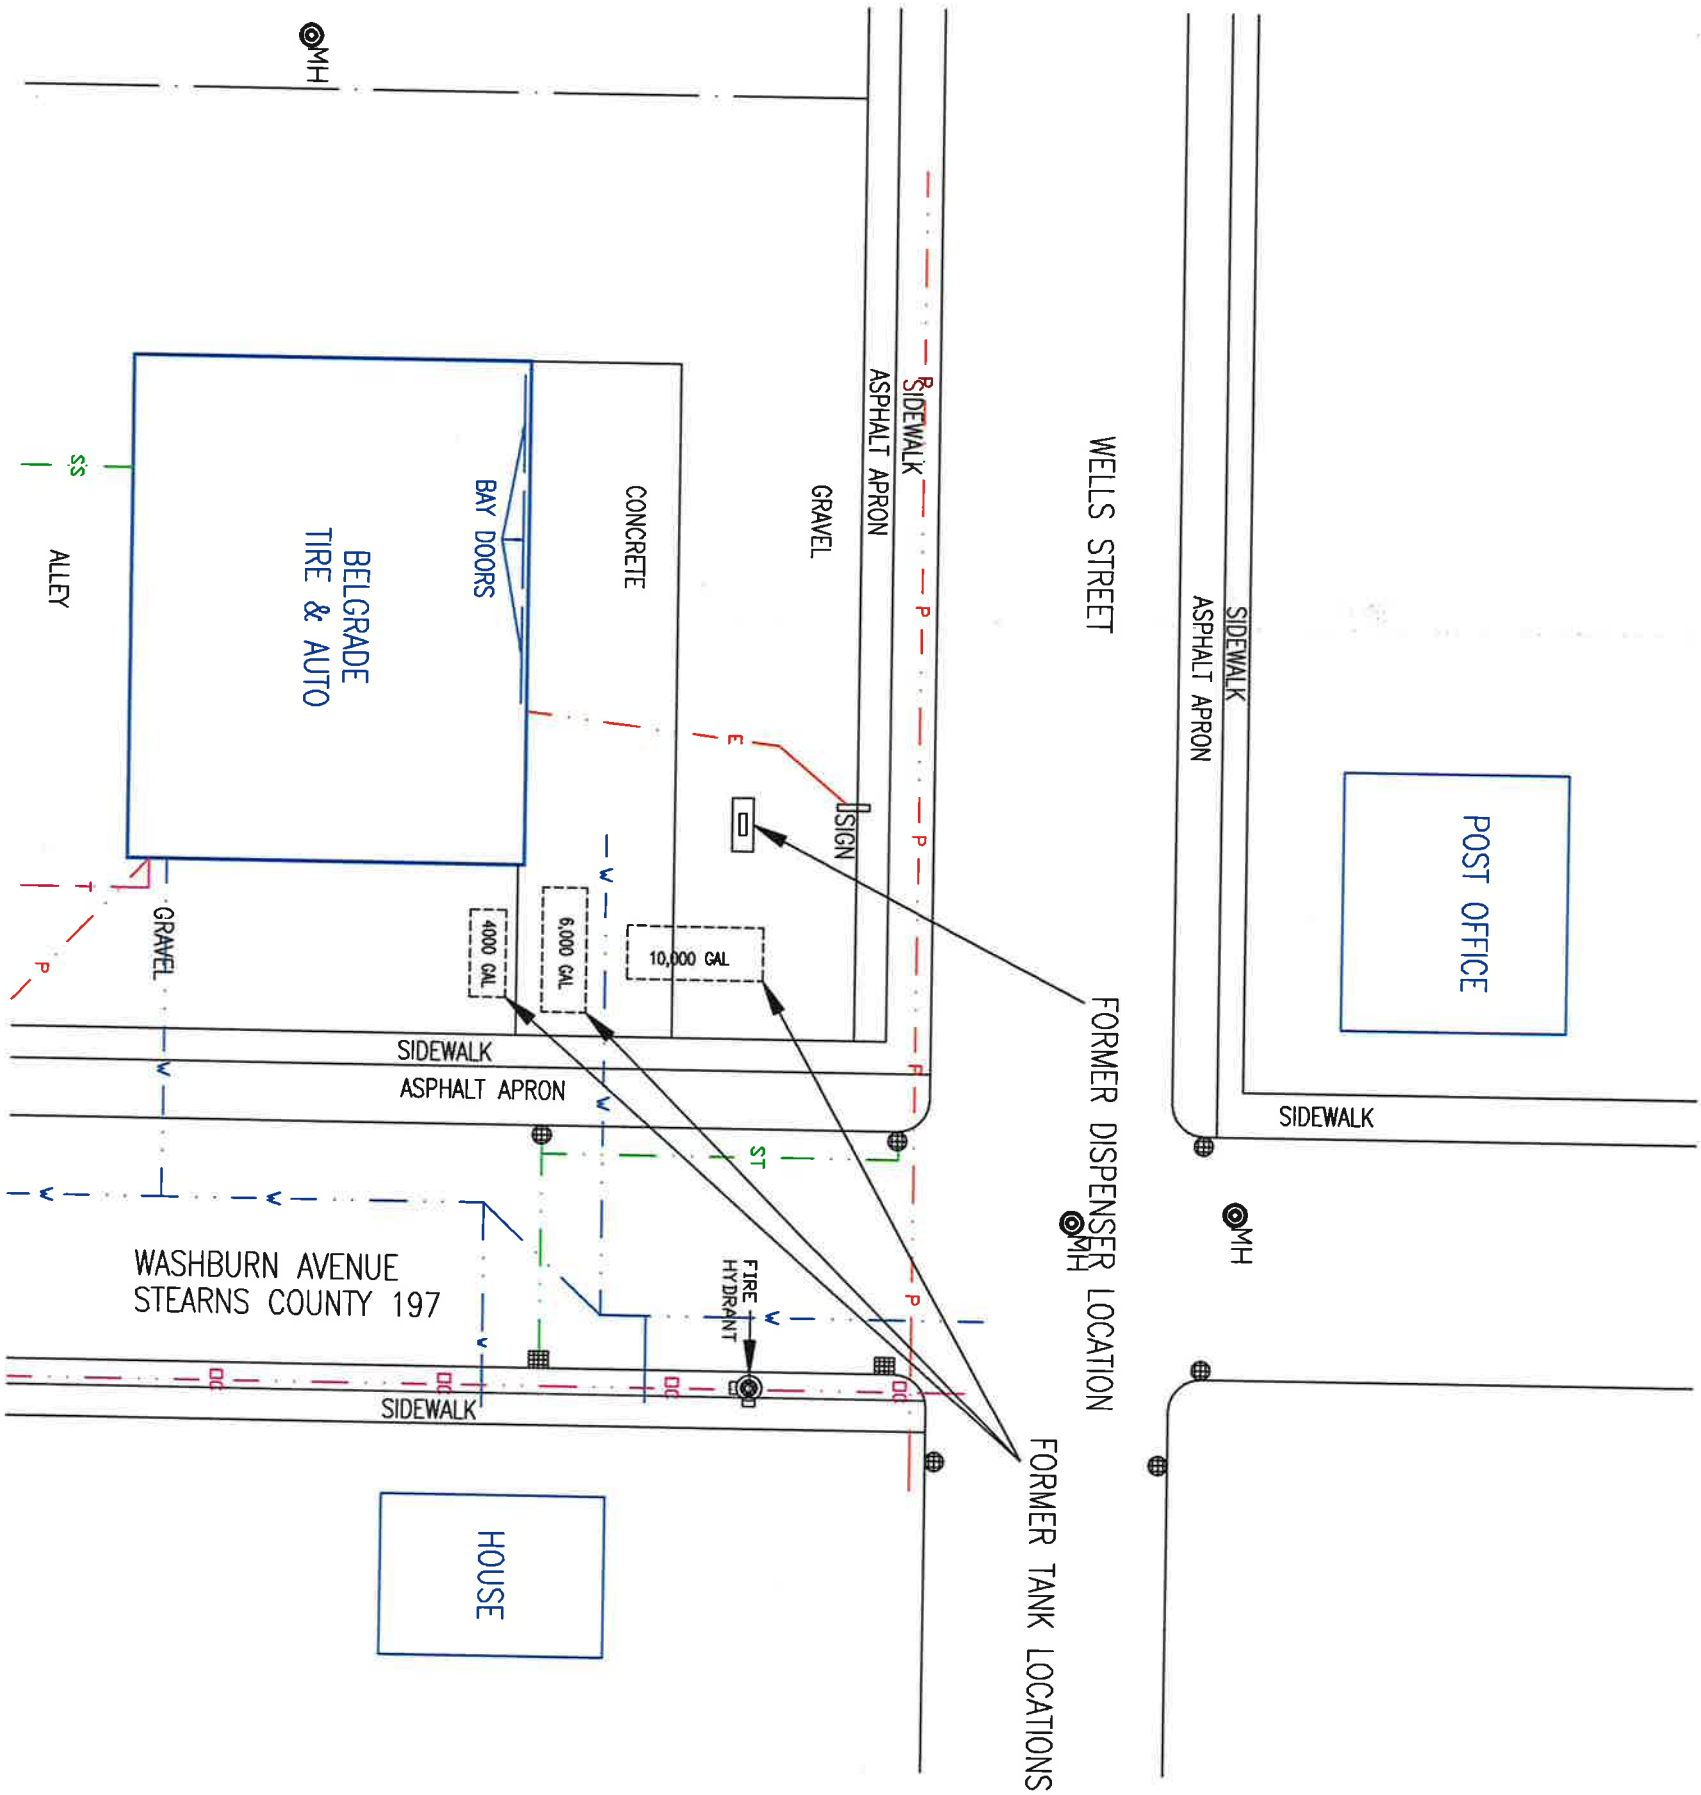 MH
WELLS STREET
SIDEWALK
ASPHALT APRON
SIDEWALK
ASPHALT APRON
P
P
P
P
P
GRAVEL
CONCRETE
BAY DOORS
BELGRADE
TIRE & AUTO
SS
ALLEY
E
SIGN
POST OFFICE
W
10,000 GAL
6,000 GAL
4000 GAL
T
P
GRAVEL
SIDEWALK
ASPHALT APRON
SIDEWALK
FORMER DISPENSER LOCATION
MH
MH
ST
W
W
W
W
W
W
WASHBURN AVENUE
STEARNS COUNTY 197
FIRE
HYDRANT
SIDEWALK
HOUSE
FORMER TANK LOCATIONS